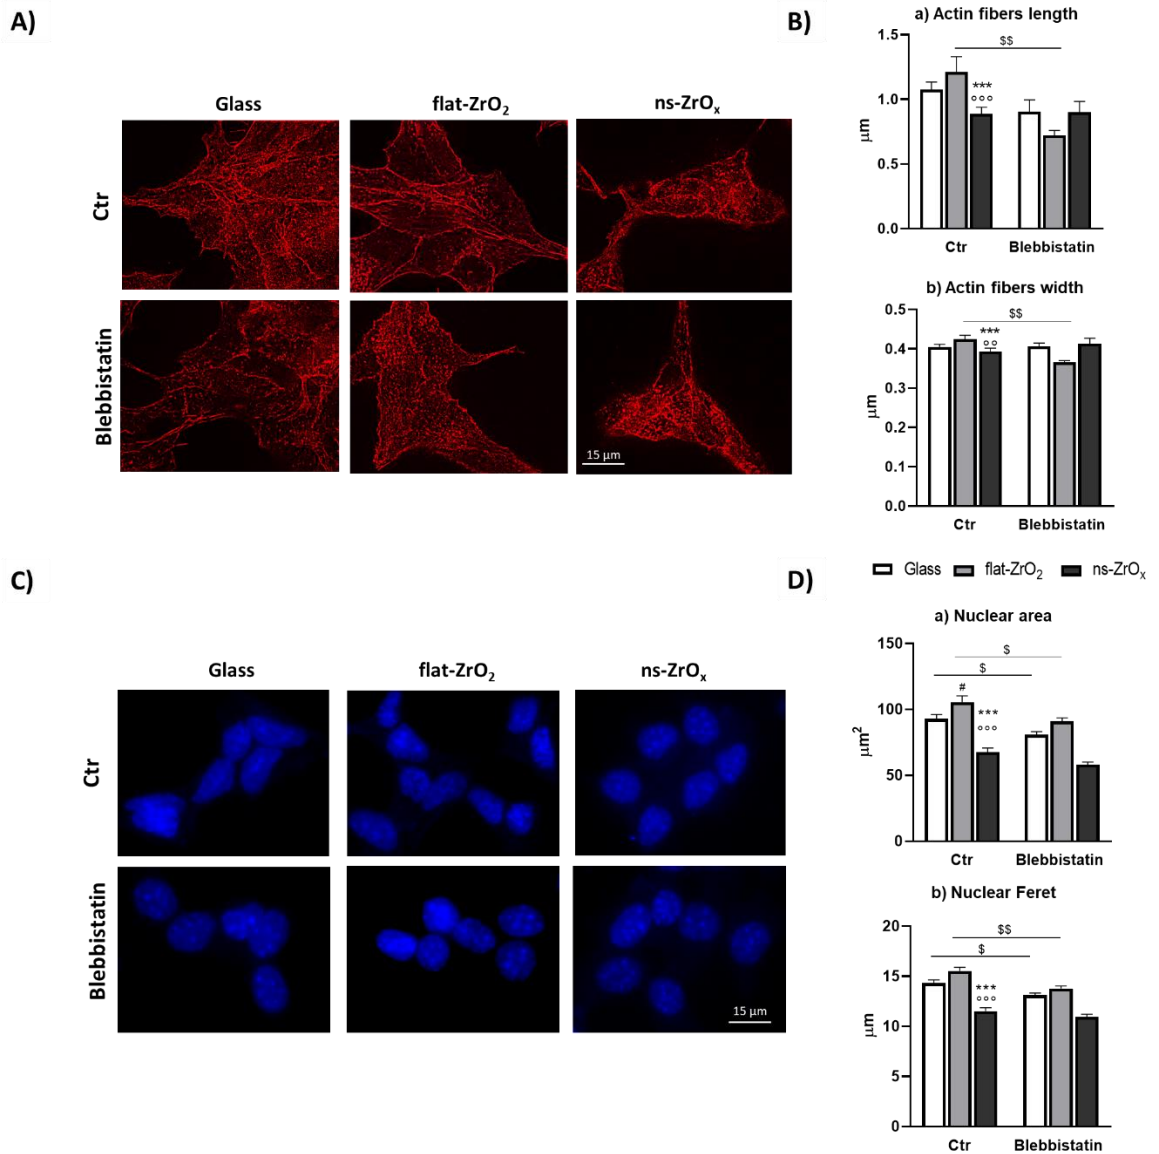 A)
Glass
flat-ZrO2
ns-ZrOx
Ctr
Blebbistatin
15 µm
B)
a) Actin fibers length
1.5
$$
***
°°°
1.0
µm
0.5
0.0
Ctr
Blebbistatin
b) Actin fibers width
0.5
$$
***
°°
0.4
0.3
µm
0.2
0.1
0.0
Ctr
Blebbistatin
Glass
flat-ZrO2
ns-ZrOx
C)
Glass
flat-ZrO2
ns-ZrOx
Ctr
Blebbistatin
15 µm
D)
a) Nuclear area
150
$
$
#
***
°°°
100
µm2
50
0
Ctr
Blebbistatin
b) Nuclear Feret
20
$$
$
15
***
°°°
10
µm
5
0
Ctr
Blebbistatin